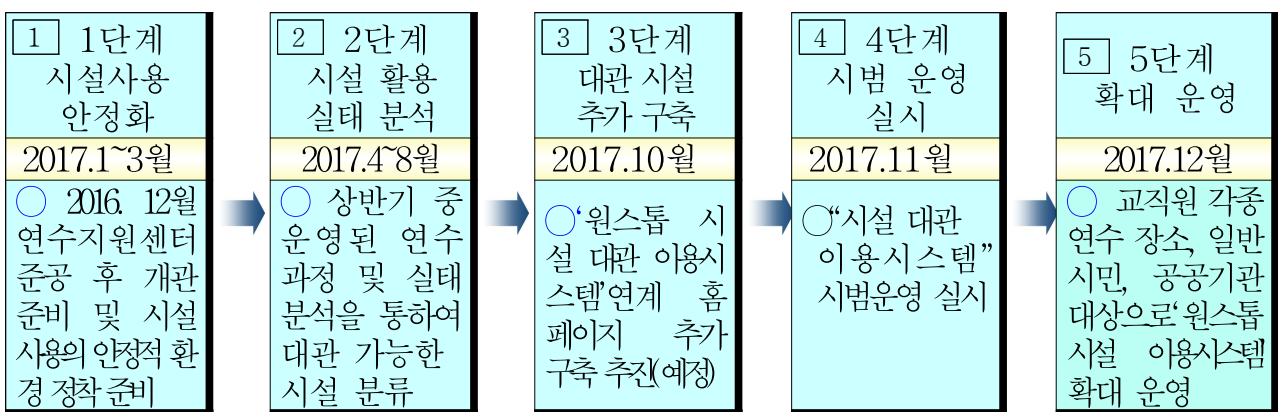 1 1단계
시설사용
안정화
2017.1~3월
○ 2016. 12월
연수지원센터
준공 후 개관
준비 및 시설
사용의 안정적 환
경 정착 준비
2 2단계
시설 활용
실태 분석
2017.4~8월
○ 상반기 중
운영된 연수
과정 및 실태
분석을 통하여
대관 가능한
시설 분류
3 3단계
대관 시설
추가 구축
2017.10월
○‘원스톱 시
설 대관 이용시
스템’연계 홈
페이지 추가
구축 추진(예정)
4 4단계
시범 운영
실시
2017.11월
○“시설 대관
이용시스템”
시범운영 실시
5 5단계
확대 운영
2017.12월
○ 교직원 각종
연수 장소, 일반
시민, 공공기관
대상으로‘원스톱
시설 이용시스템
확대 운영